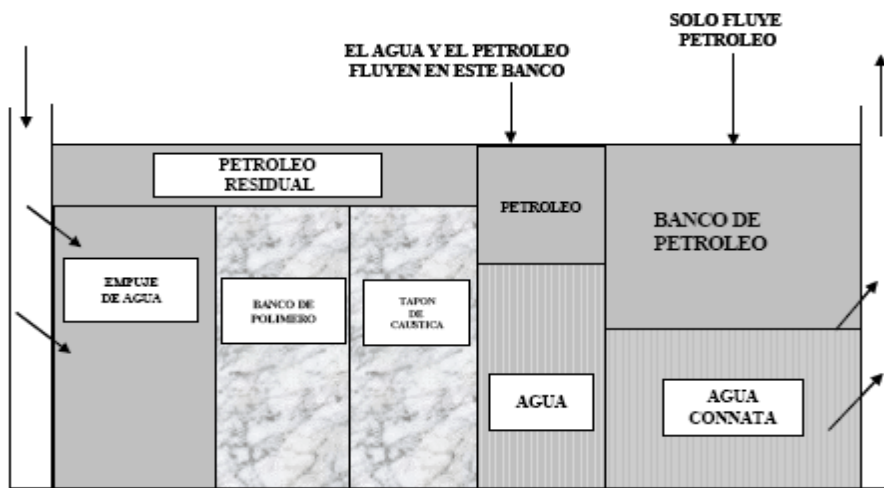 SOLO FLUYE
PETROLEO
EL AGUA Y EL PETROLEO
FLUYEN EN ESTE BANCO
PETROLEO
RESIDUAL
PETROLEO
BANCO DE
PETROLEO
EMPUJE
DE AGUA
BANCO DE
POLIMERO
TAPON
DE
CAUSTICA
AGUA
AGUA
CONNATA